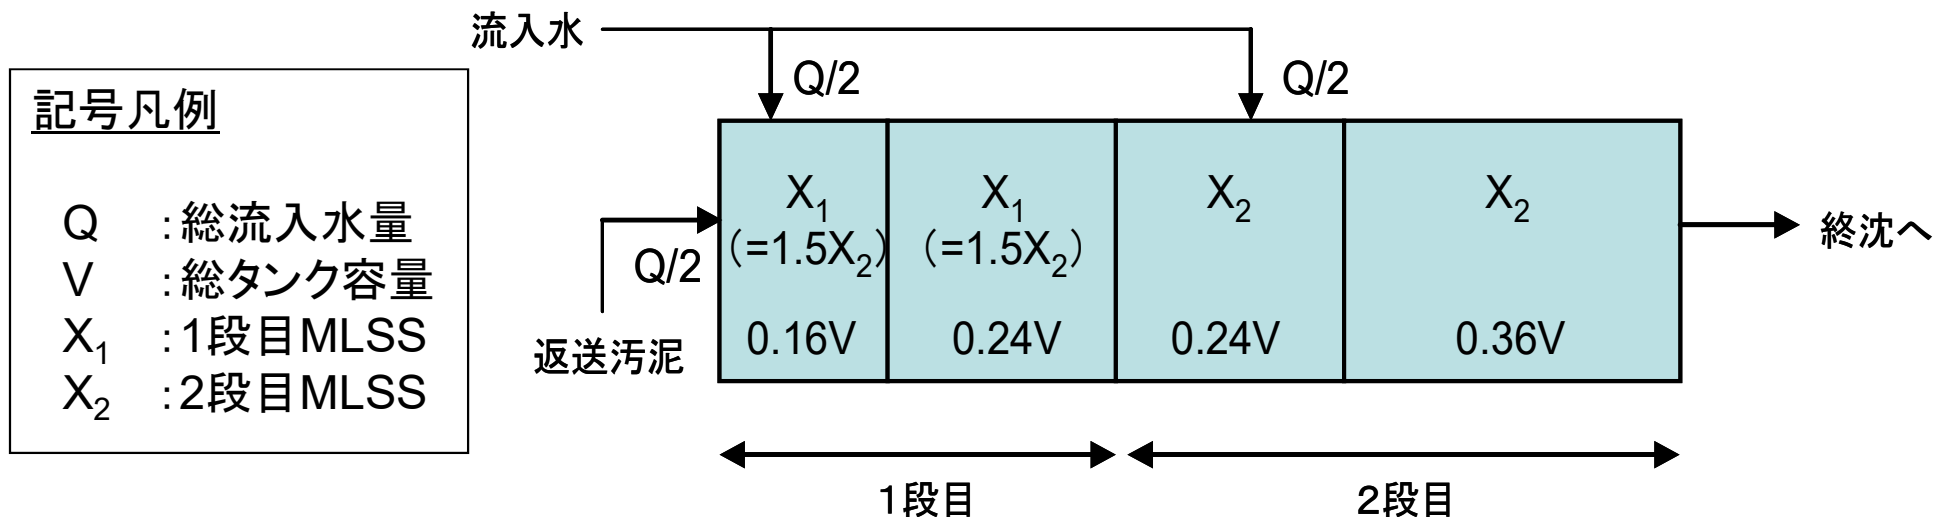 流入水
Q/2
Q/2
記号凡例
Q :総流入水量
V :総タンク容量
X₁ :1段目MLSS
X₂ :2段目MLSS
X₁
(=1.5X₂)
0.16V
X₁
(=1.5X₂)
0.24V
X₂
0.24V
X₂
0.36V
Q/2
返送汚泥
終沈へ
1段目
2段目